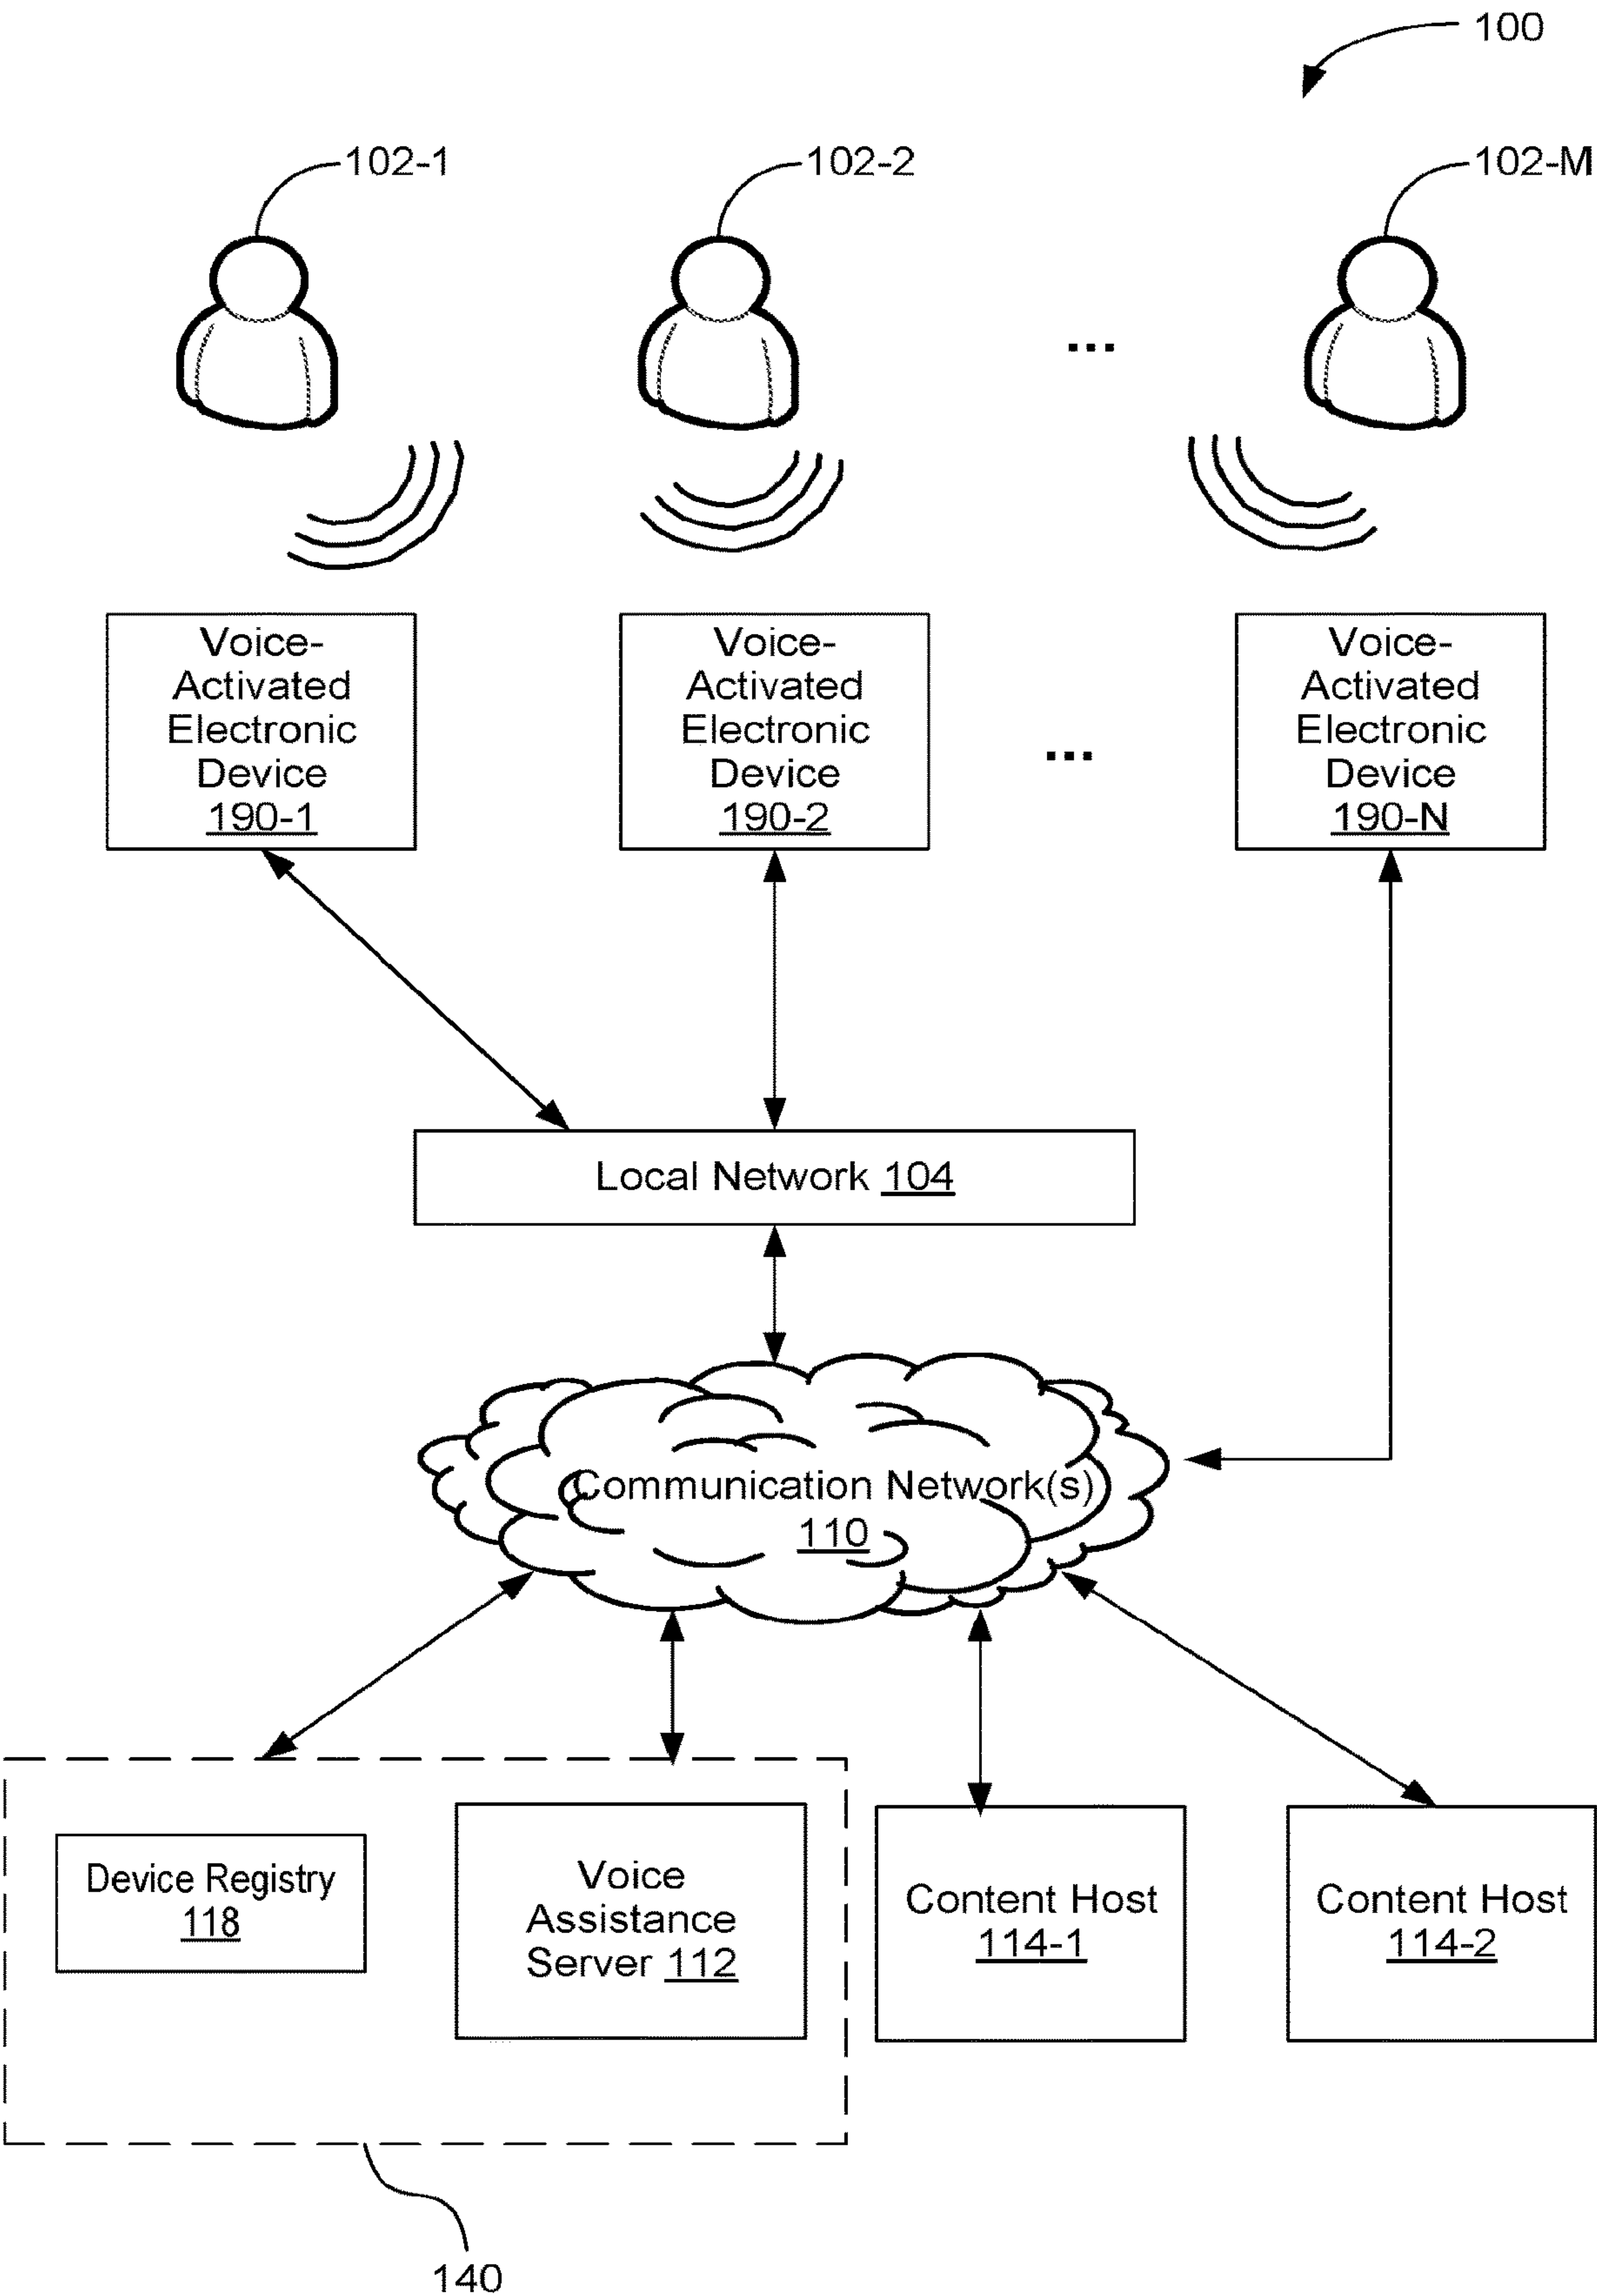 100
102-1
102-2
102-M
...
Voice-
Activated
Electronic
Device
190-1
Voice-
Activated
Electronic
Device
190-2
...
Voice-
Activated
Electronic
Device
190-N
Local Network 104
Communication Network(s)
110
Device Registry
118
Voice
Assistance
Server 112
Content Host
114-1
Content Host
114-2
140